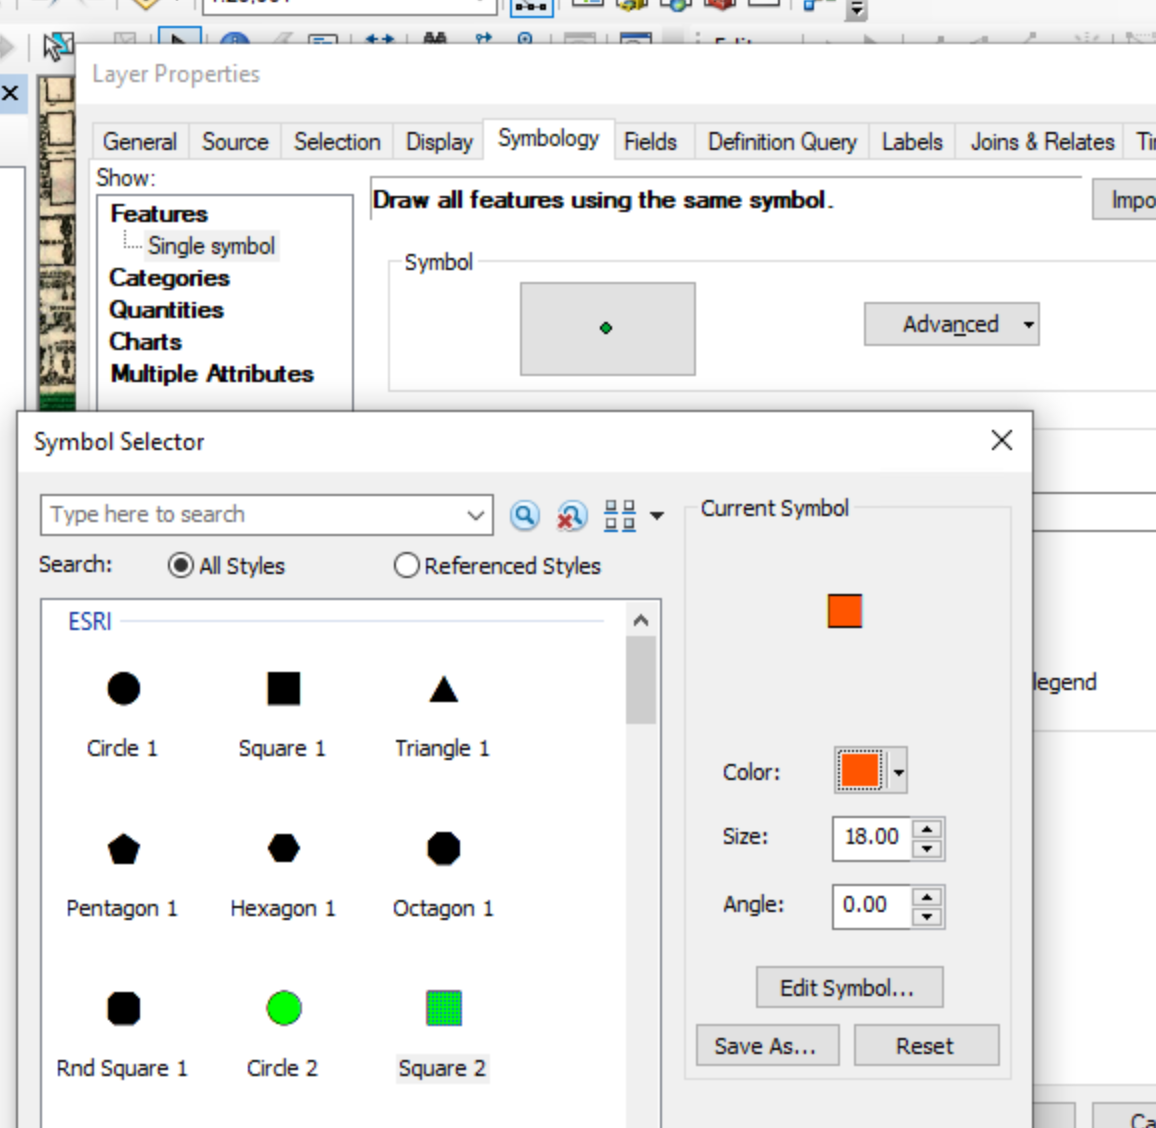 Layer Properties
General Source Selection Display Symbology Fields Definition Query Labels Joins & Relates
Show:
Draw all features using the same symbol.
Features
Single symbol
Categories
Quantities
Charts
Multiple Attributes
Symbol
Advanced
Symbol Selector
Type here to search
Search: All Styles Referenced Styles
ESRI
Circle 1 Square 1 Triangle 1
Pentagon 1 Hexagon 1 Octagon 1
Rnd Square 1 Circle 2 Square 2
Current Symbol
Color:
Size: 18.00
Angle: 0.00
Edit Symbol...
Save As... Reset
legend